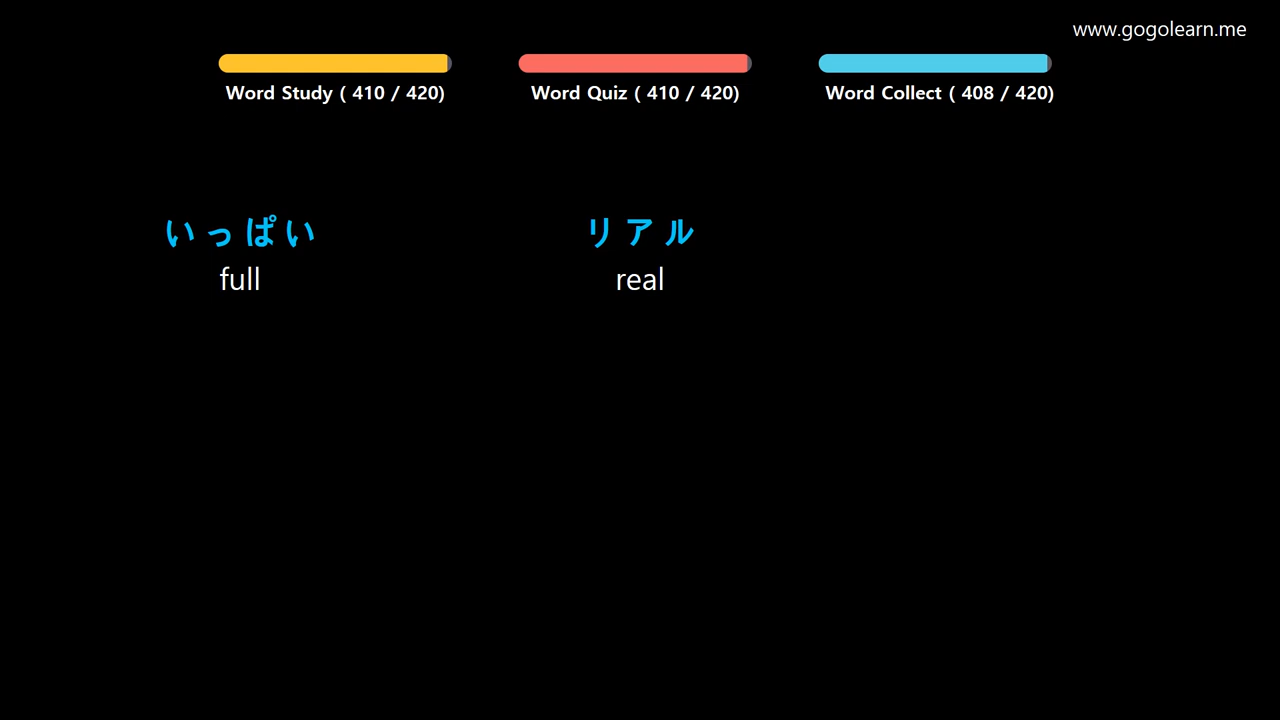 www.gogolearn.me
Word Study ( 410 / 420)
Word Quiz ( 410 / 420)
Word Collect ( 408 / 420)
いっぱい
full
リアル
real